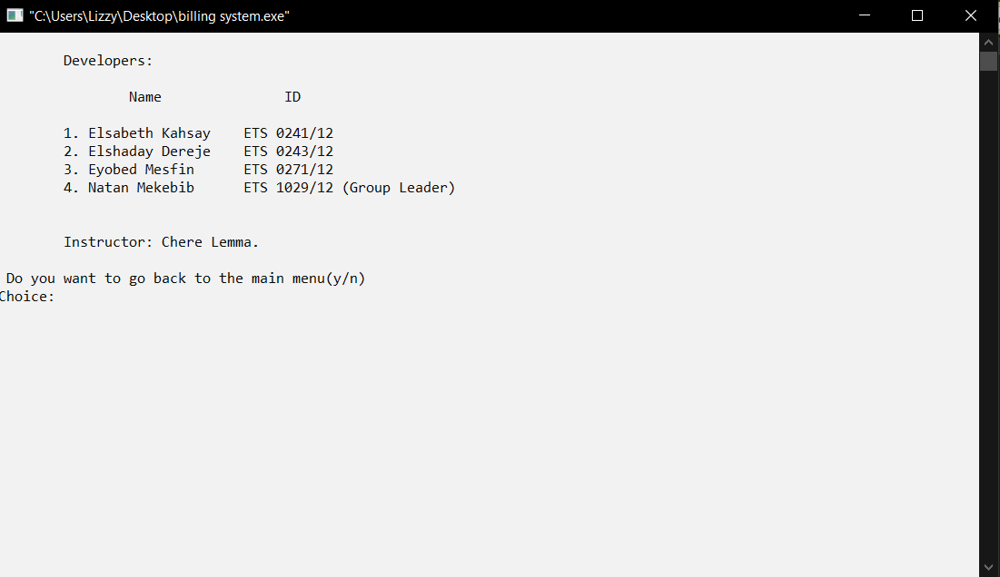 "C:\Users\Lizzy\Desktop\billing system.exe"
Developers:
Name ID
1. Elsabeth Kahsay ETS 0241/12
2. Elshaday Dereje ETS 0243/12
3. Eyobed Mesfin ETS 0271/12
4. Natan Mekebib ETS 1029/12 (Group Leader)
Instructor: Chere Lemma.
Do you want to go back to the main menu(y/n)
Choice: